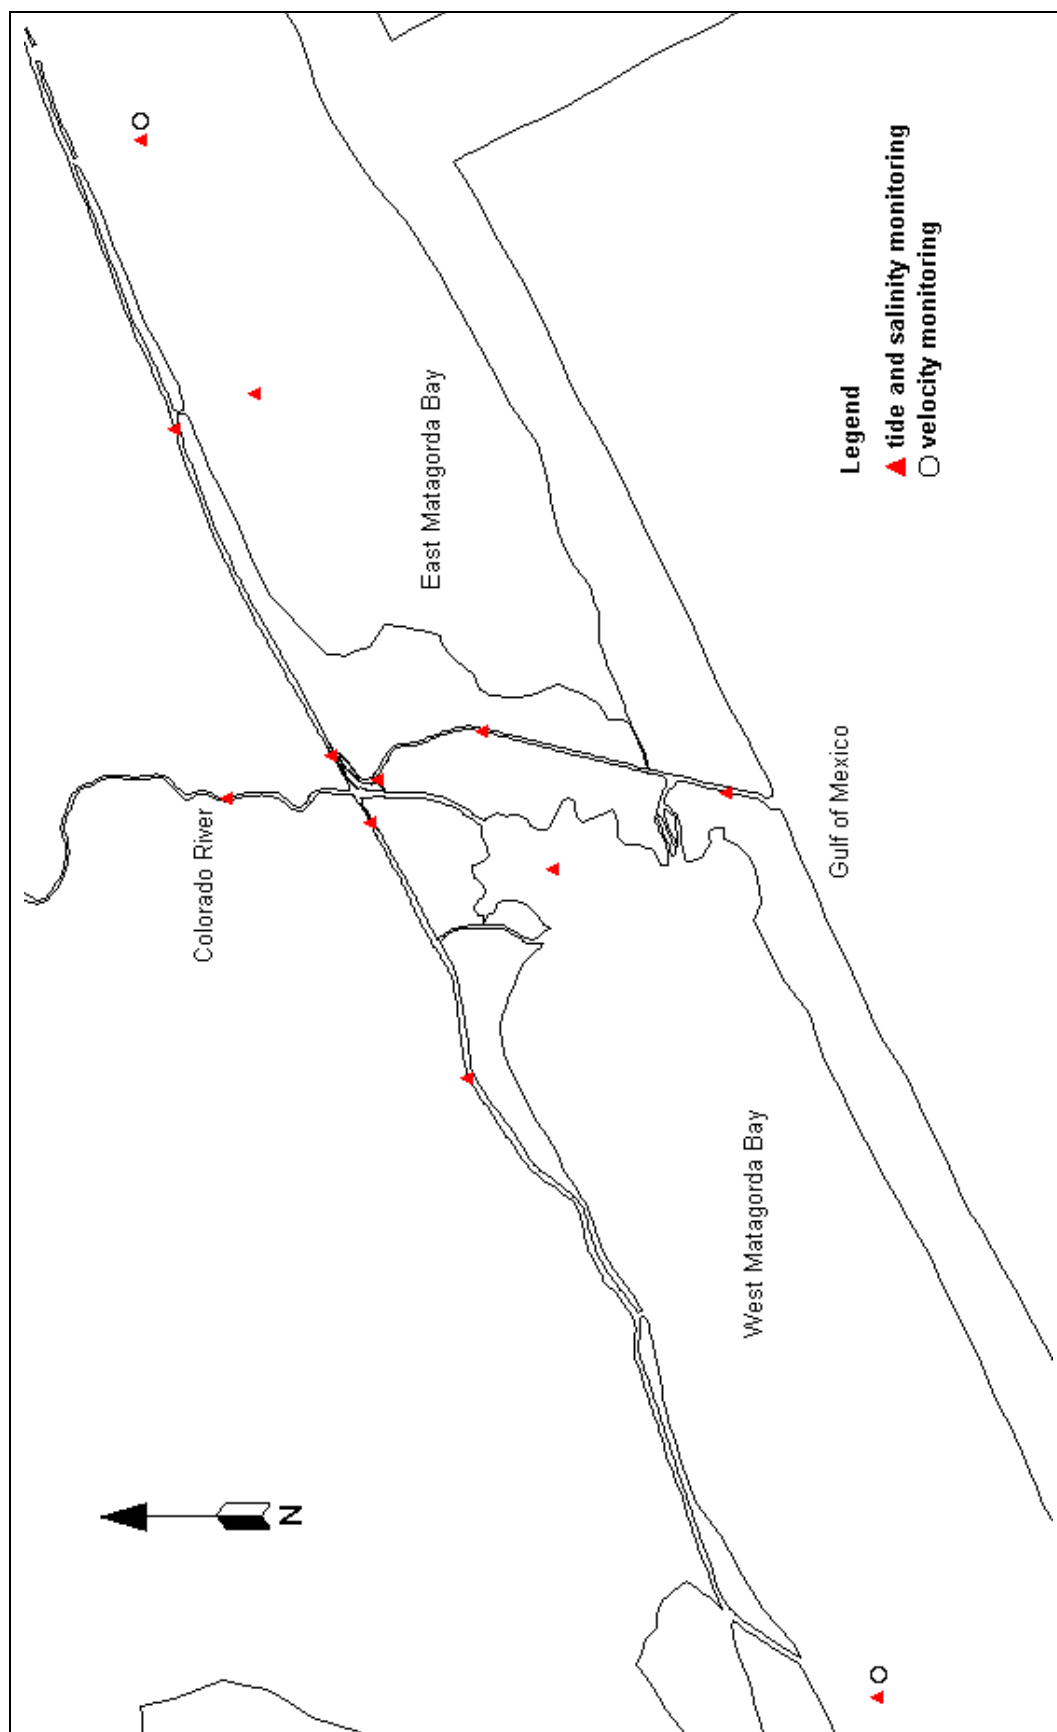 Colorado River
East Matagorda Bay
Gulf of Mexico
West Matagorda Bay
Legend
tide and salinity monitoring
velocity monitoring
N